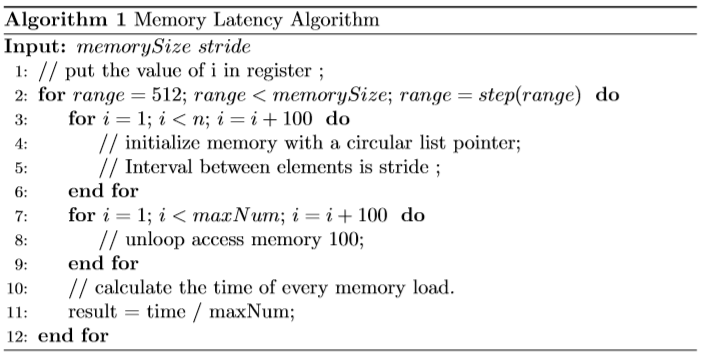 Algorithm 1 Memory Latency Algorithm
Input: memorySize stride
1: // put the value of i in register ;
2: for range = 512; range < memorySize; range = step(range) do
3: for i = 1; i < n; i = i + 100 do
4: // initialize memory with a circular list pointer;
5: // Interval between elements is stride ;
6: end for
7: for i = 1; i < maxNum; i = i + 100 do
8: // unloop access memory 100;
9: end for
10: // calculate the time of every memory load.
11: result = time / maxNum;
12: end for